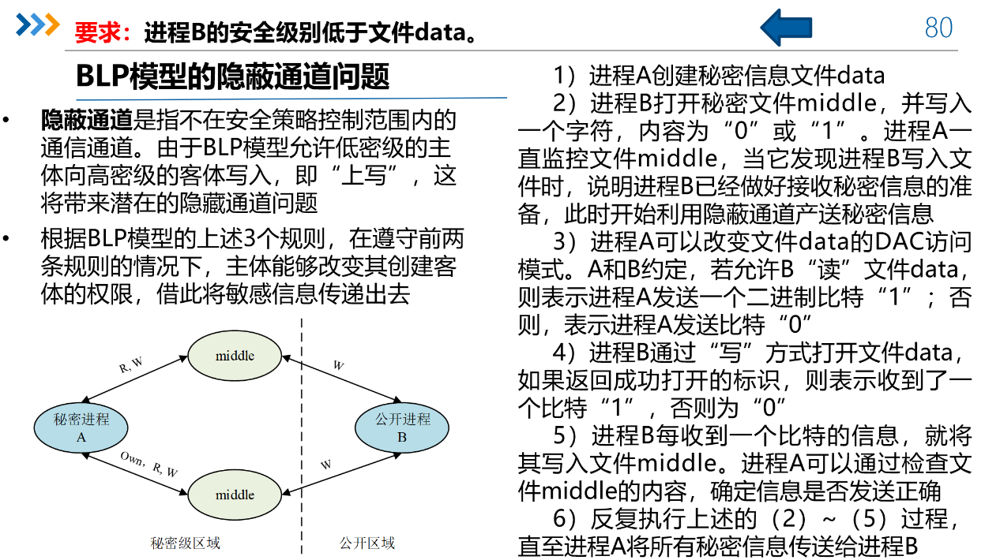 要求：进程B的安全级别低于文件data。
80
BLP模型的隐蔽通道问题
• 隐蔽通道是指不在安全策略控制范围内的
通信通道。由于BLP模型允许低密级的主
体向高密级的客体写入，即“上写”，这
将带来潜在的隐藏通道问题
• 根据BLP模型的上述3个规则，在遵守前两
条规则的情况下，主体能够改变其创建客
体的权限，借此将敏感信息传递出去
middle
R, W
W
秘密进程
A
公开进程
B
Own，R, W
W
middle
秘密级区域
公开区域
1）进程A创建秘密信息文件data
2）进程B打开秘密文件middle，并写入
一个字符，内容为“0”或“1”。进程A一
直监控文件middle，当它发现进程B写入文
件时，说明进程B已经做好接收秘密信息的准
备，此时开始利用隐蔽通道产送秘密信息
3）进程A可以改变文件data的DAC访问
模式。A和B约定，若允许B“读”文件data，
则表示进程A发送一个二进制比特“1”；否
则，表示进程A发送比特“0”
4）进程B通过“写”方式打开文件data，
如果返回成功打开的标识，则表示收到了一
个比特“1”，否则为“0”
5）进程B每收到一个比特的信息，就将
其写入文件middle。进程A可以通过检查文
件middle的内容，确定信息是否发送正确
6）反复执行上述的（2）~（5）过程，
直至进程A将所有秘密信息传送给进程B